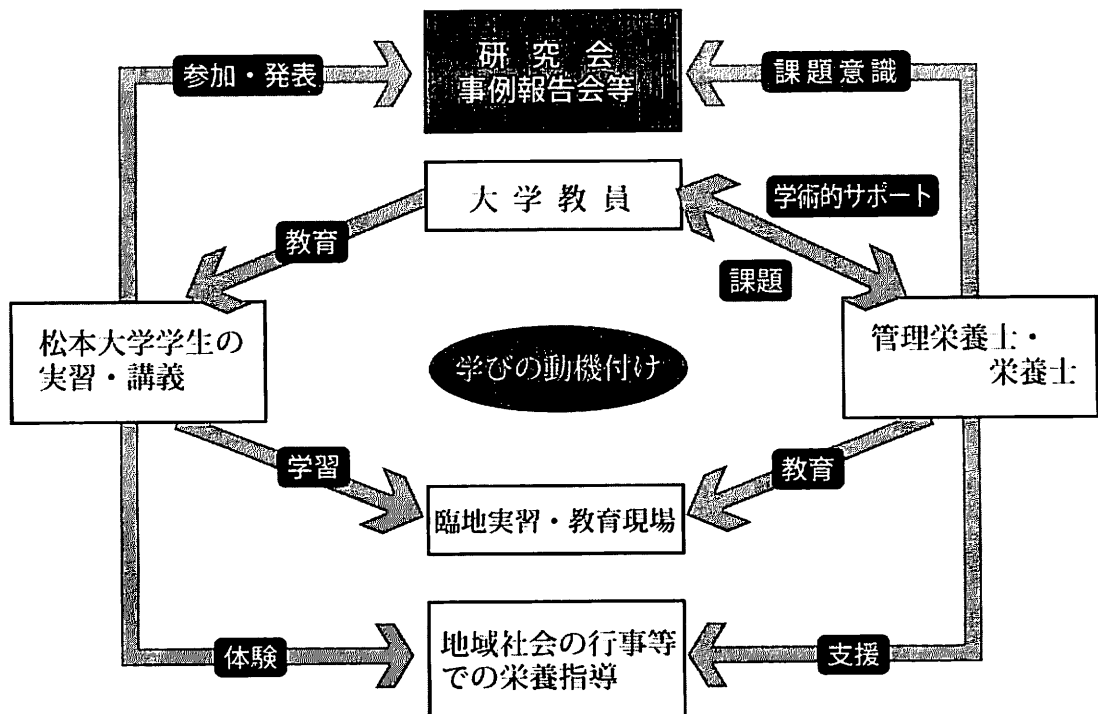 研究会
事例報告会等
参加・発表
課題意識
大学教員
学術的サポート
教育
課題
松本大学学生の
実習・講義
学びの動機付け
管理栄養士・
栄養士
学習
教育
臨地実習・教育現場
地域社会の行事等
での栄養指導
体験
支援